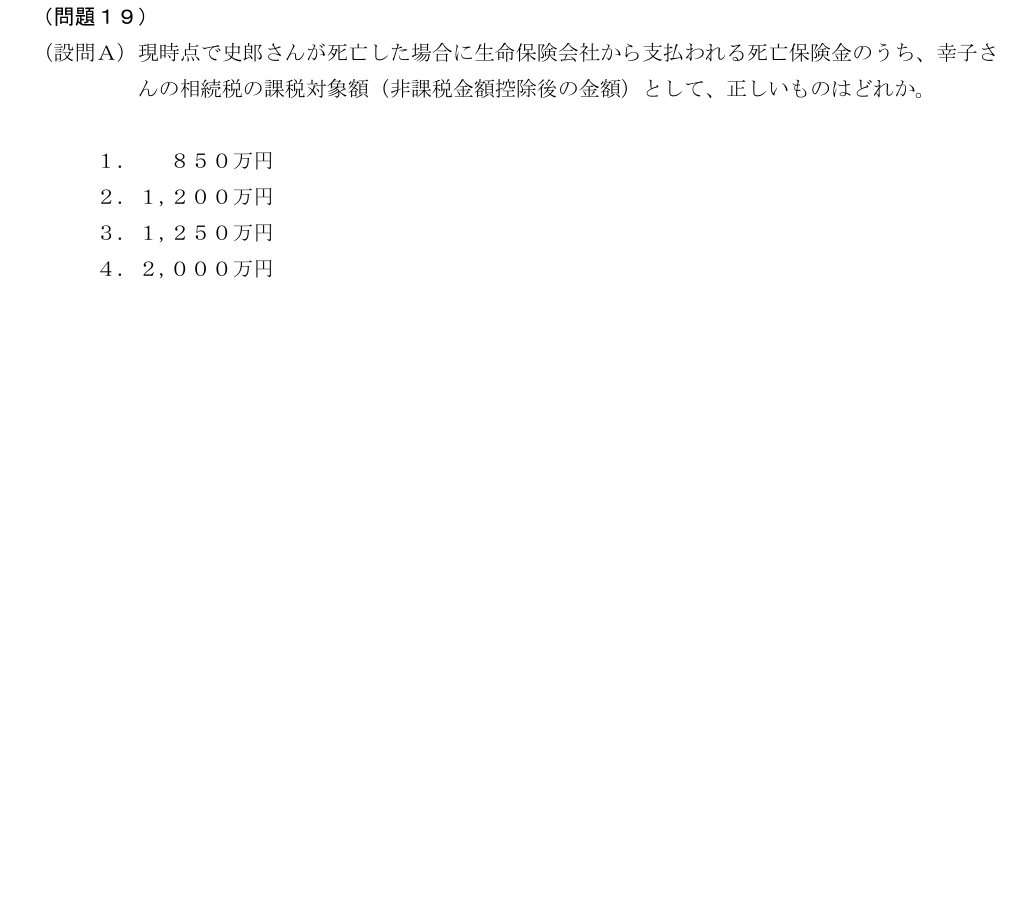 （問題１９）
（設問Ａ）現時点で史郎さんが死亡した場合に生命保険会社から支払われる死亡保険金のうち、幸子さ
んの相続税の課税対象額（非課税金額控除後の金額）として、正しいものはどれか。
１．　　８５０万円
２．１，２００万円
３．１，２５０万円
４．２，０００万円